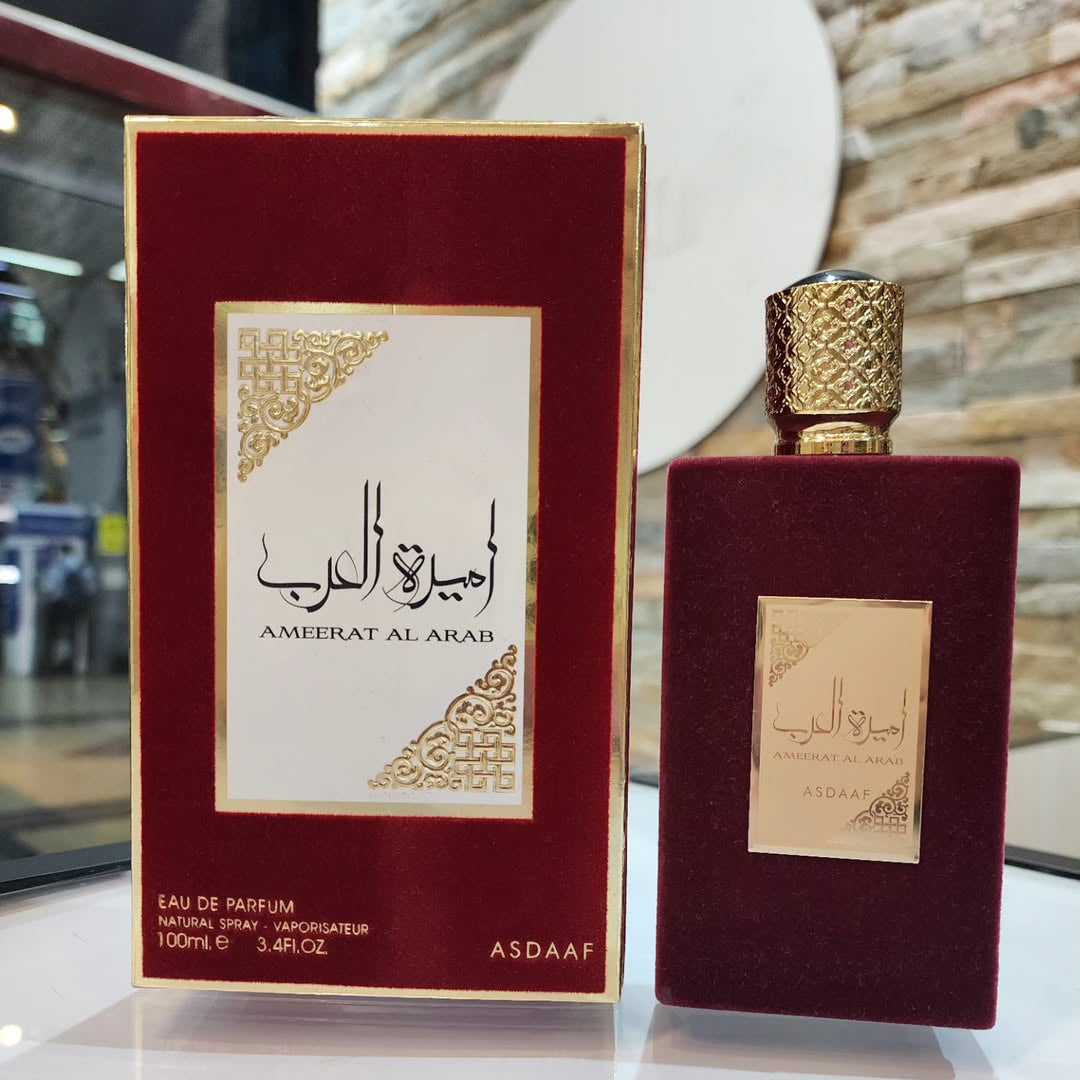 اميرة العرب
AMEERAT AL ARAB
EAU DE PARFUM
NATURAL SPRAY - VAPORISATEUR
100ml.e 3.4Fl.OZ.
ASDAAF
اميرة العرب
AMEERAT AL ARAB
ASDAAF